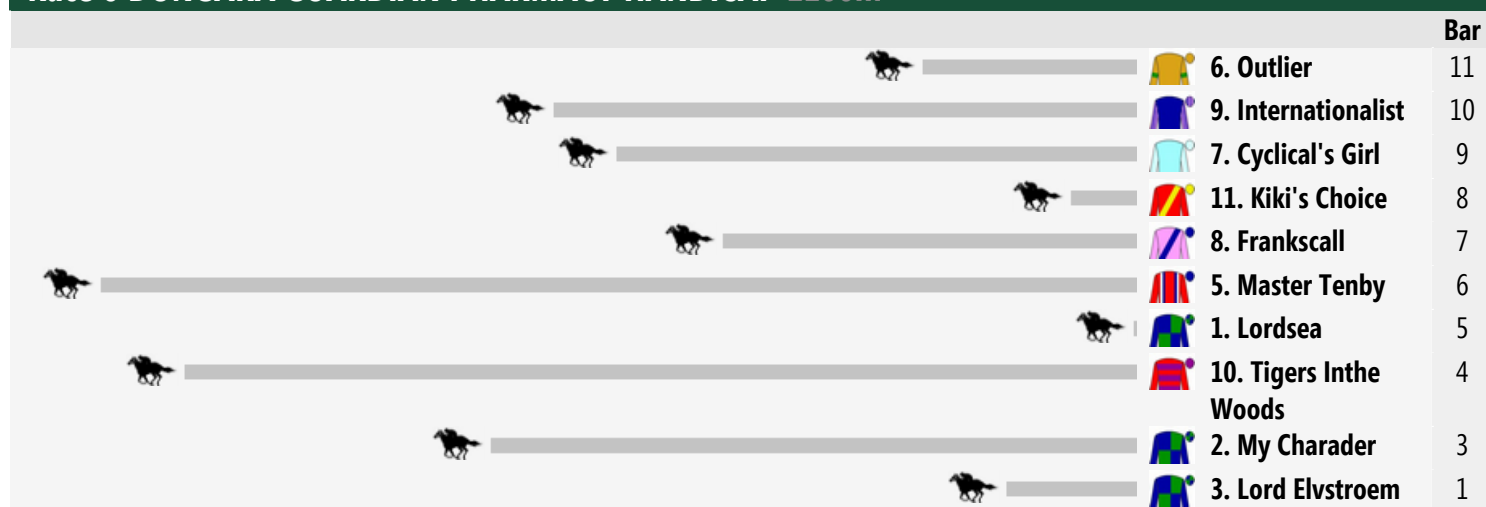 Bar
6. Outlier 11
9. Internationalist 10
7. Cyclical's Girl 9
11. Kiki's Choice 8
8. Frankscall 7
5. Master Tenby 6
1. Lordsea 5
10. Tigers Inthe 4
Woods
2. My Charader 3
3. Lord Elvstroem 1